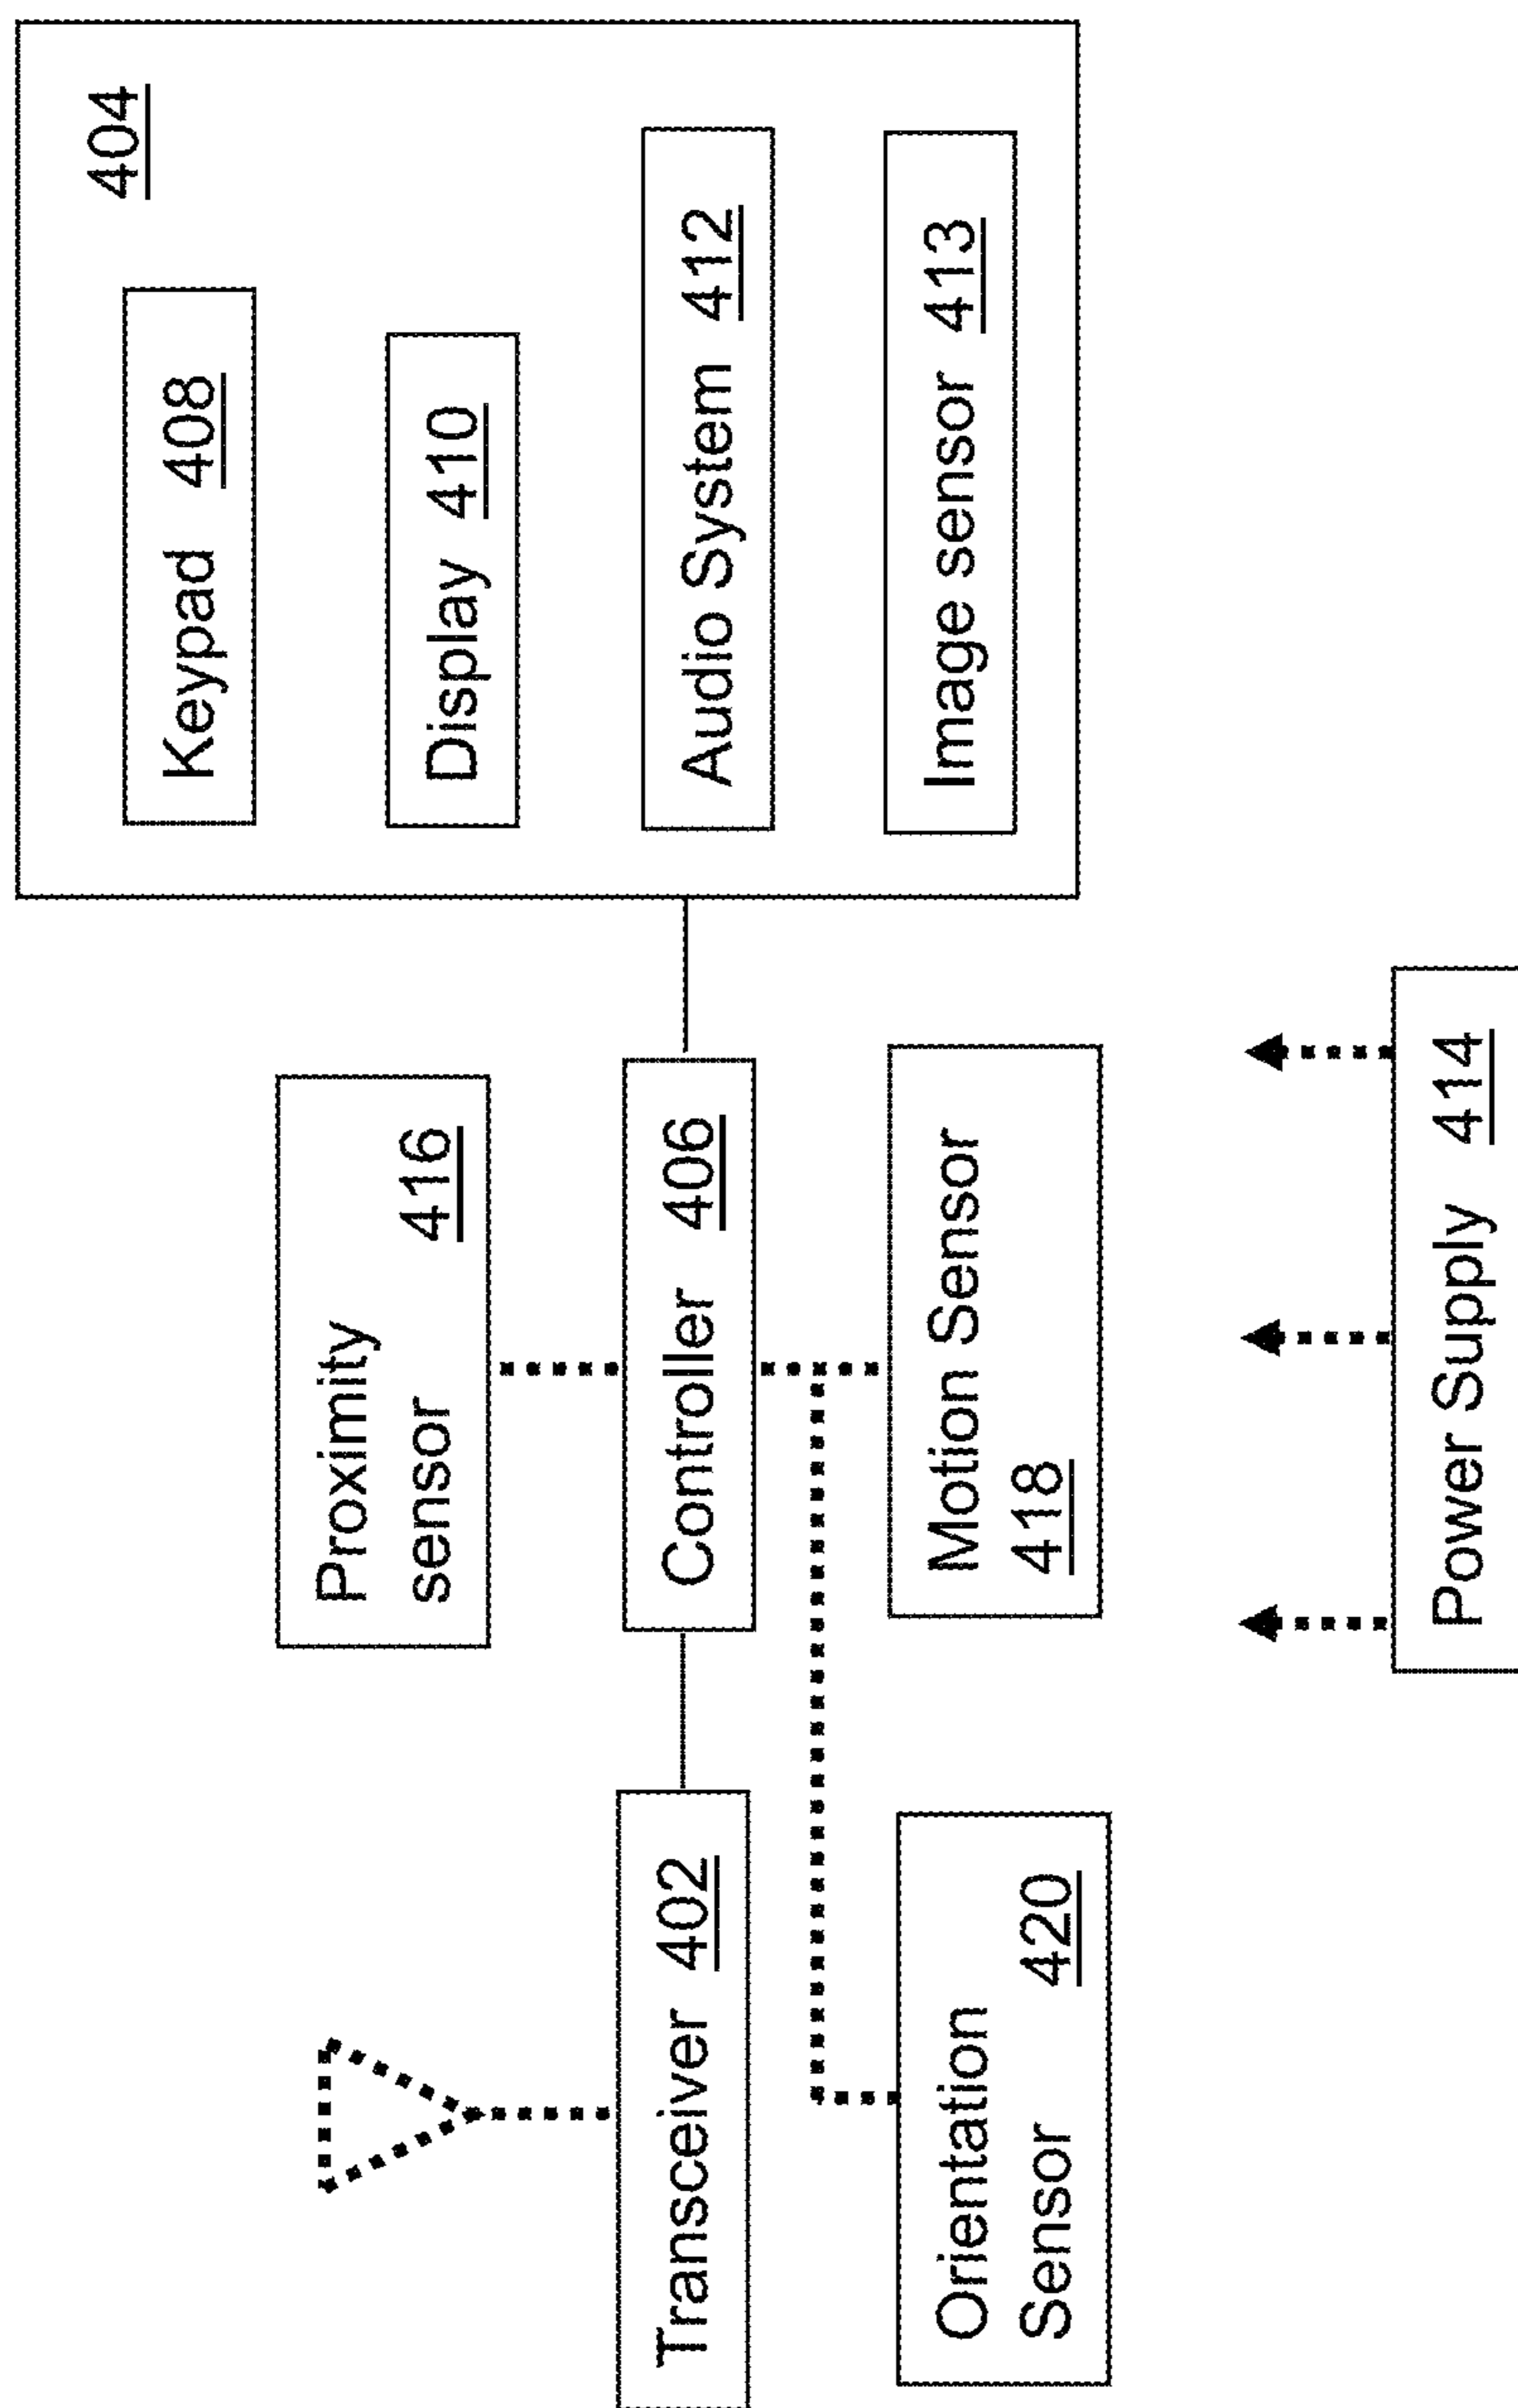 404
Keypad 408
Display 410
Audio System 412
Image sensor 413
Proximity
sensor 416
Controller 406
Transceiver 402
Motion Sensor
418
Orientation
Sensor 420
Power Supply 414